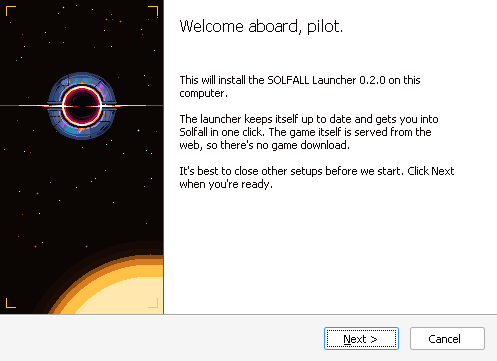 Welcome aboard, pilot.
This will install the SOLFALL Launcher 0.2.0 on this
computer.
The launcher keeps itself up to date and gets you into
Solfall in one click. The game itself is served from the
web, so there's no game download.
It's best to close other setups before we start. Click Next
when you're ready.
Next >
Cancel